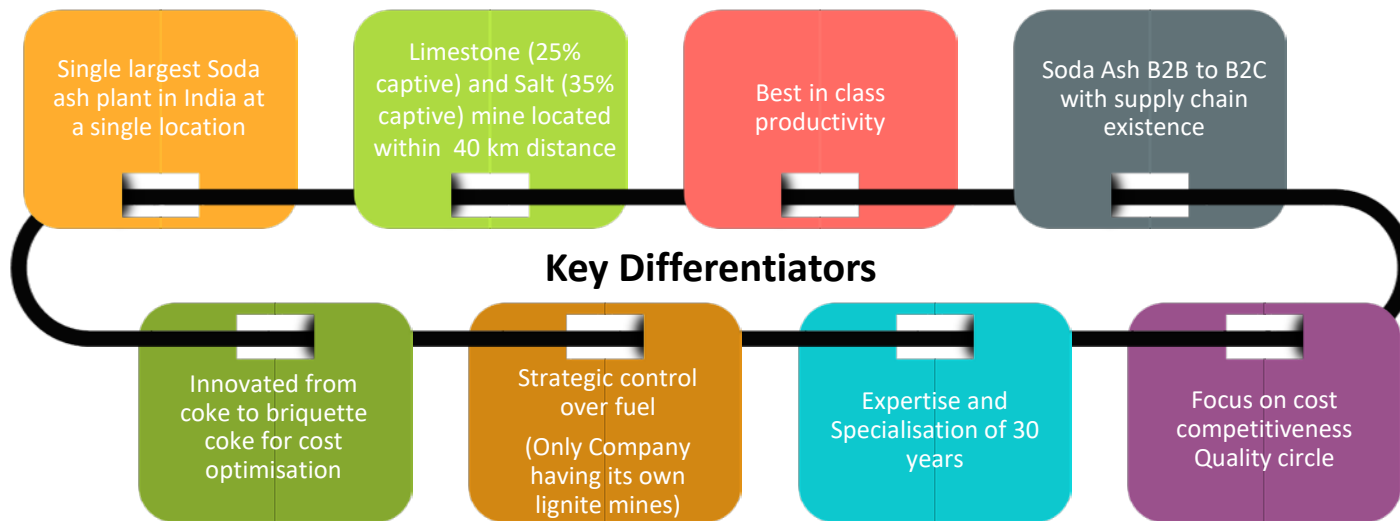 Single largest Soda
ash plant in India at
a single location
Limestone (25%
captive) and Salt (35%
captive) mine located
within 40 km distance
Best in class
productivity
Soda Ash B2B to B2C
with supply chain
existence
Key Differentiators
Innovated from
coke to briquette
coke for cost
optimisation
Strategic control
over fuel
(Only Company
having its own
lignite mines)
Expertise and
Specialisation of 30
years
Focus on cost
competitiveness
Quality circle